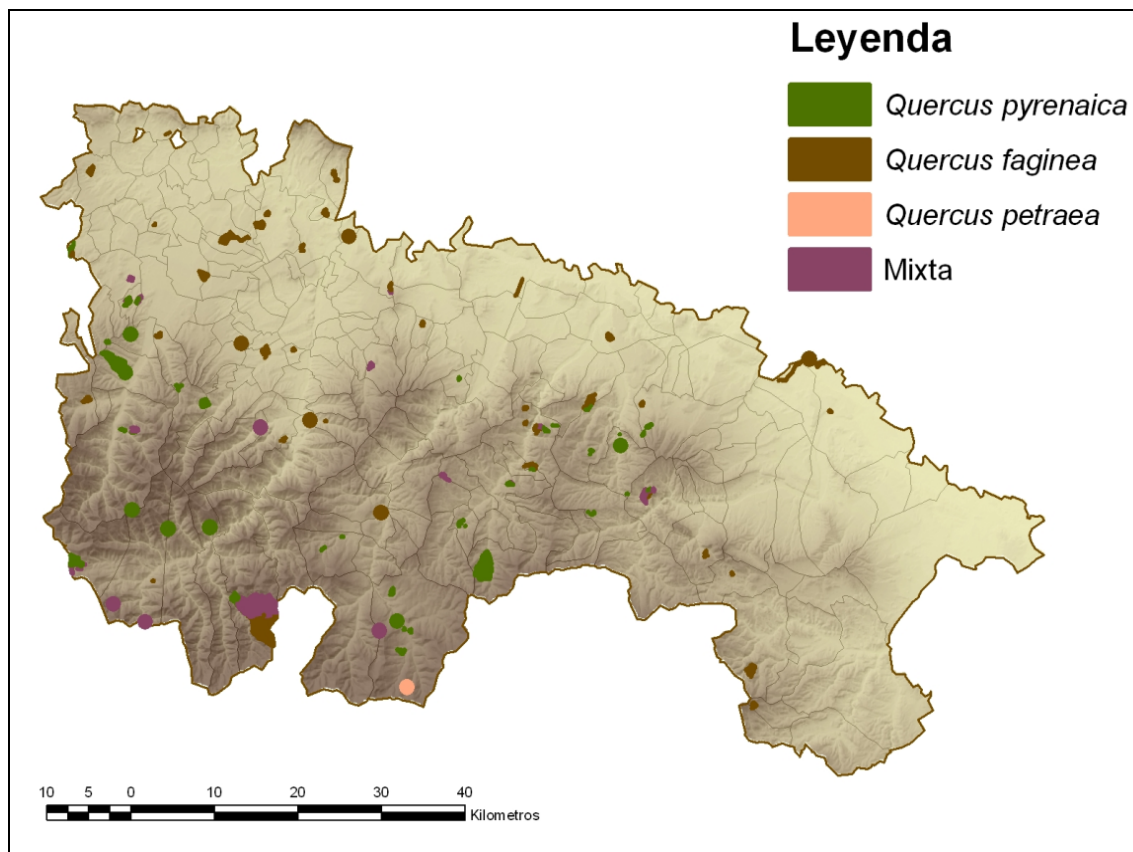 Leyenda
Quercus pyrenaica
Quercus faginea
Quercus petraea
Mixta
10 5 0 10 20 30 40
Kilometros